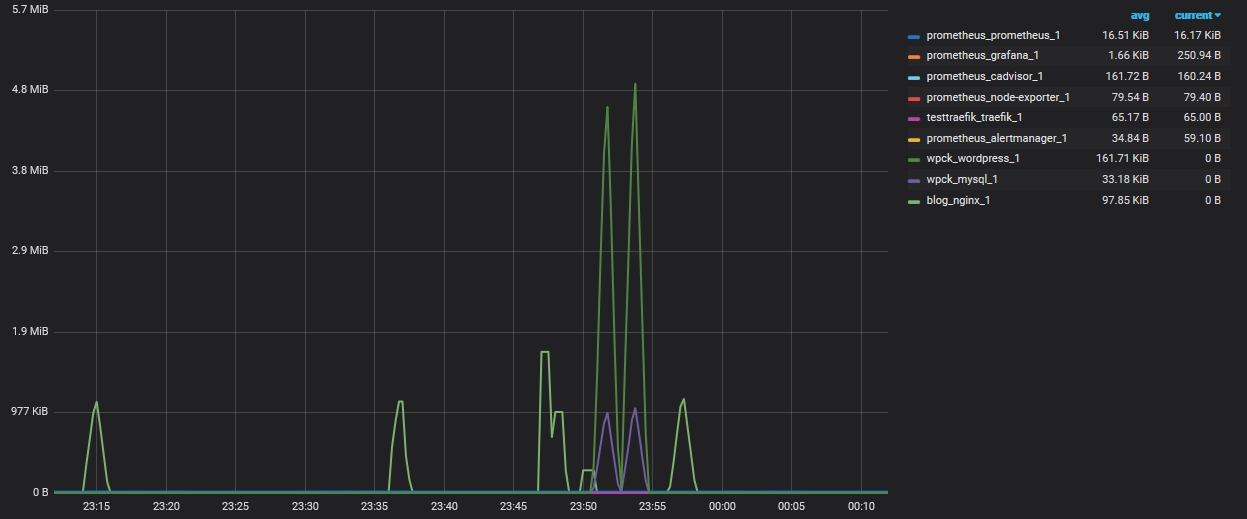 5.7 MiB
4.8 MiB
3.8 MiB
2.9 MiB
1.9 MiB
977 KiB
0 B
23:15 23:20 23:25 23:30 23:35 23:40 23:45 23:50 23:55 00:00 00:05 00:10
avg current
prometheus_prometheus_1 16.51 KiB 16.17 KiB
prometheus_grafana_1 1.66 KiB 250.94 B
prometheus_cadvisor_1 161.72 B 160.24 B
prometheus_node-exporter_1 79.54 B 79.40 B
testtraefik_traefik_1 65.17 B 65.00 B
prometheus_alertmanager_1 34.84 B 59.10 B
wpck_wordpress_1 161.71 KiB 0 B
wpck_mysql_1 33.18 KiB 0 B
blog_nginx_1 97.85 KiB 0 B